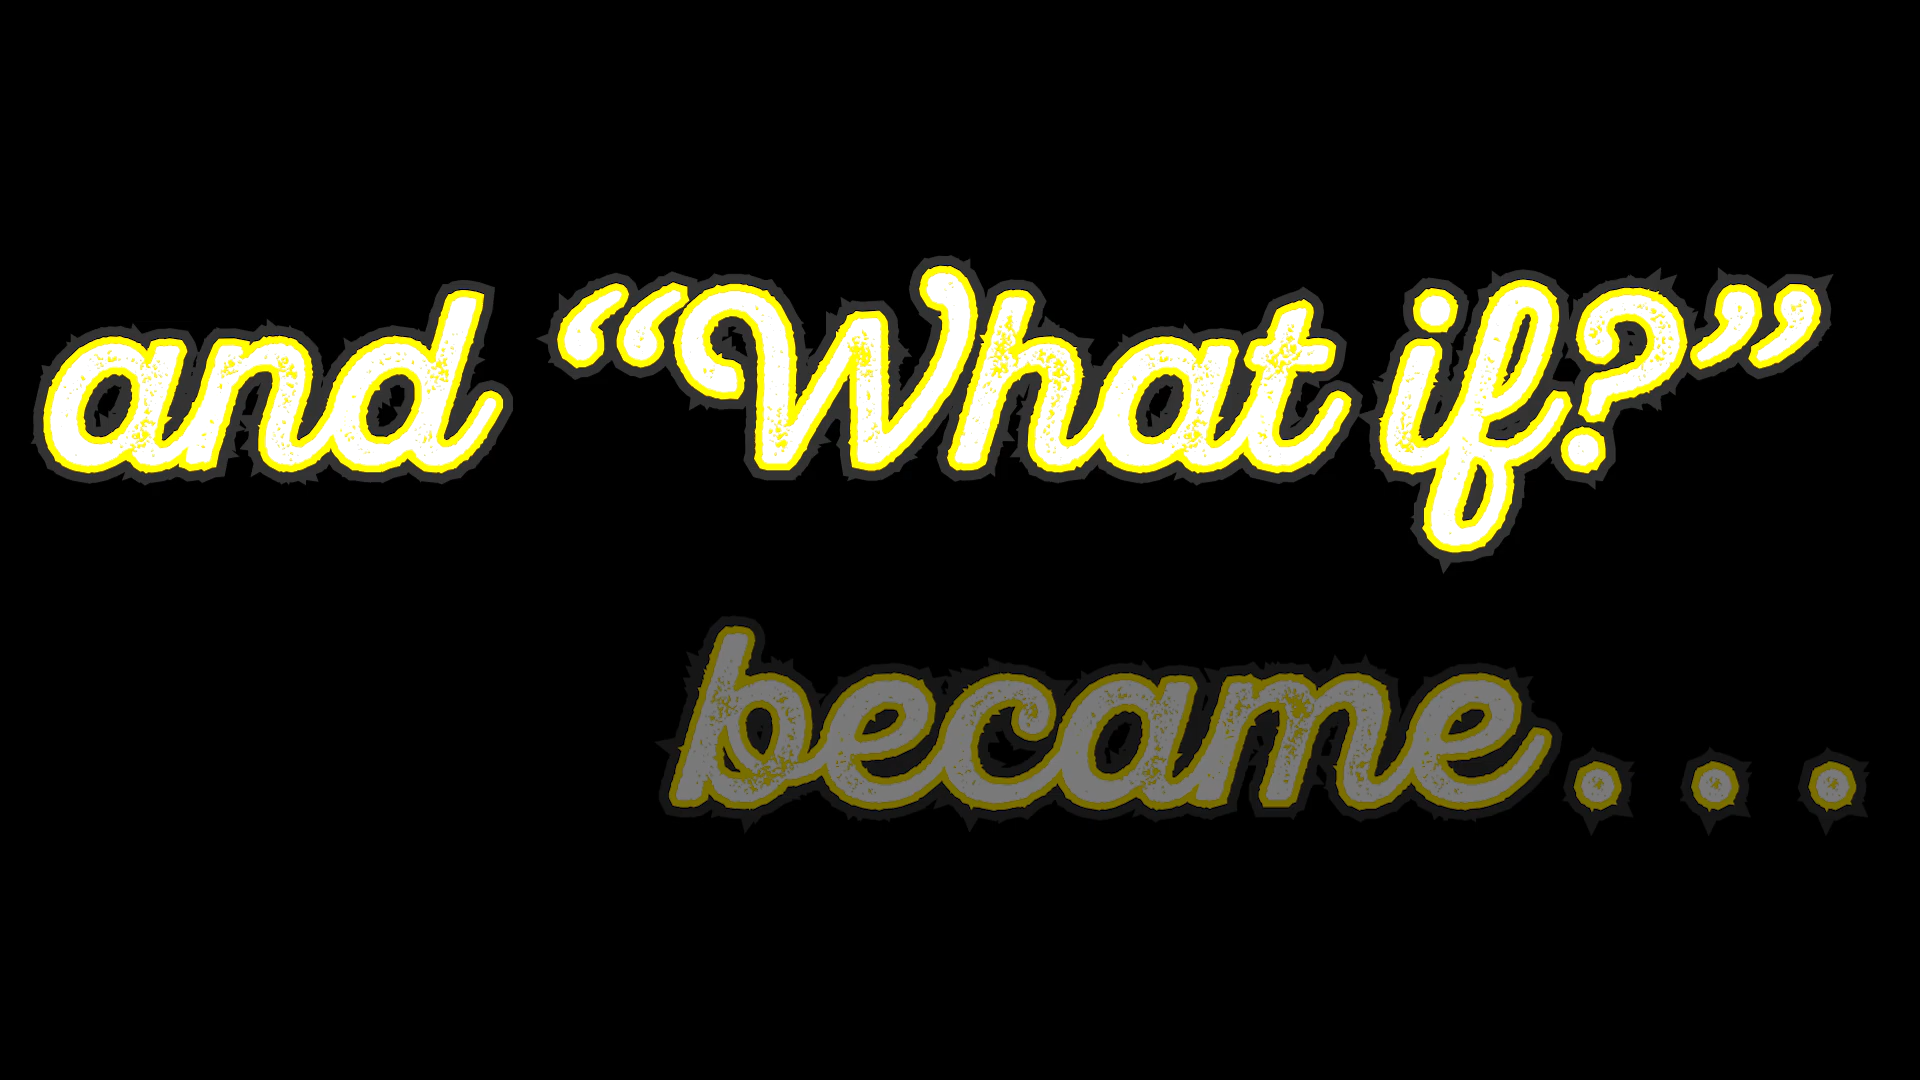 and “What if?”
became . . .